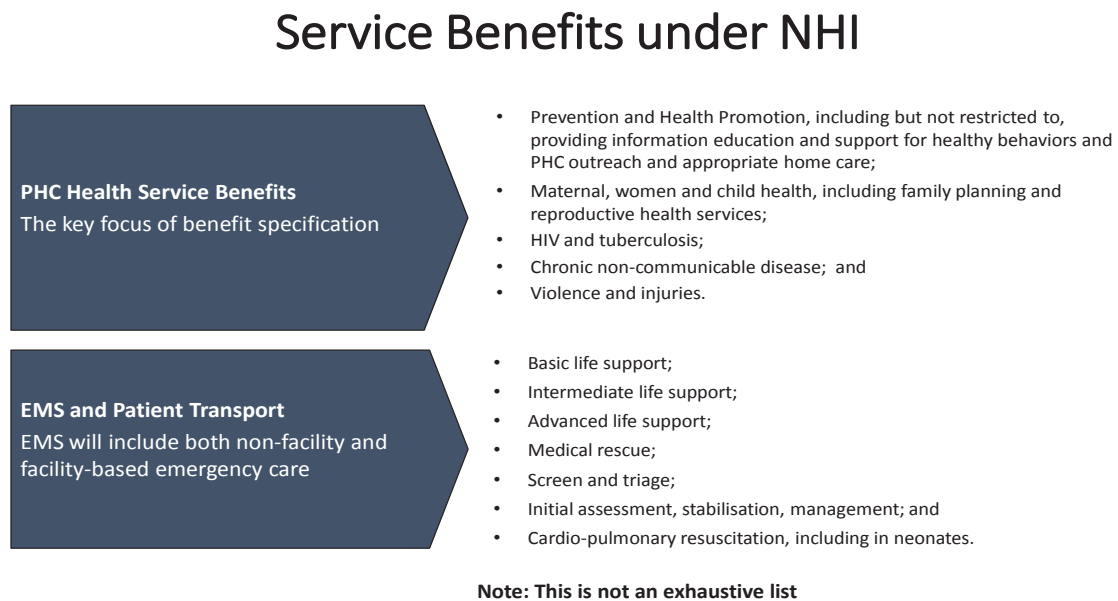 Service Benefits under NHI
PHC Health Service Benefits
The key focus of benefit specification
• Prevention and Health Promotion, including but not restricted to,
providing information education and support for healthy behaviors and
PHC outreach and appropriate home care;
• Maternal, women and child health, including family planning and
reproductive health services;
• HIV and tuberculosis;
• Chronic non-communicable disease;  and
• Violence and injuries.
EMS and Patient Transport
EMS will include both non-facility and
facility-based emergency care
• Basic life support;
• Intermediate life support;
• Advanced life support;
• Medical rescue;
• Screen and triage;
• Initial assessment, stabilisation, management; and
• Cardio-pulmonary resuscitation, including in neonates.
Note: This is not an exhaustive list